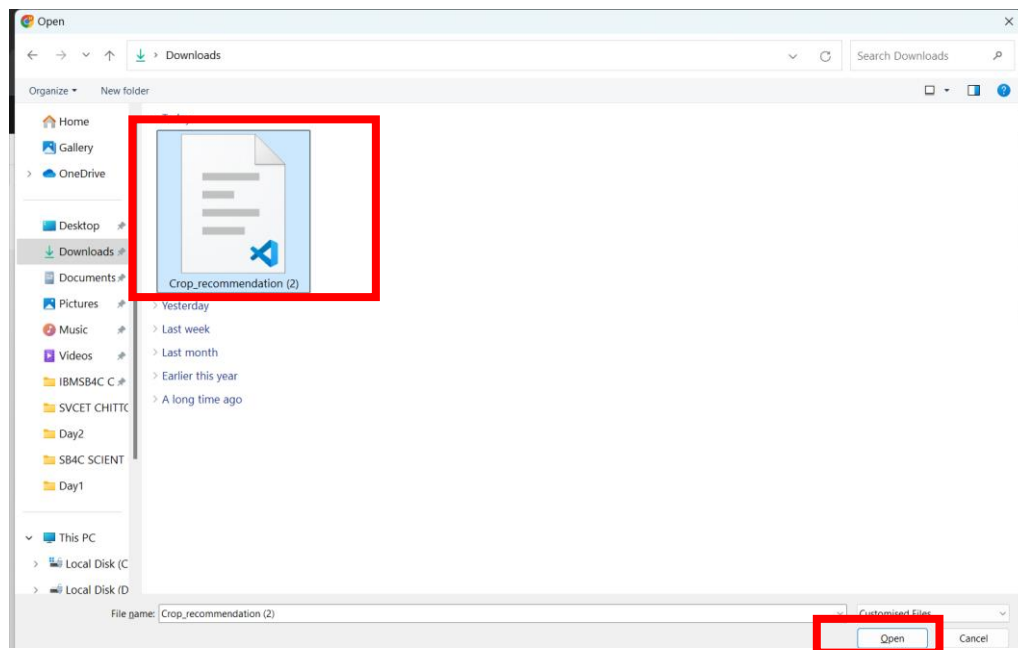 Open
Downloads
Search Downloads
Organize
New folder
Home
Gallery
OneDrive
Desktop
Downloads
Documents
Pictures
Music
Videos
IBMSB4C C
SVCET CHITTC
Day2
SB4C SCIENT
Day1
This PC
Local Disk (C
Local Disk (D
Crop_recommendation (2)
Yesterday
Last week
Last month
Earlier this year
A long time ago
File name: Crop_recommendation (2)
Customised Files
Open
Cancel